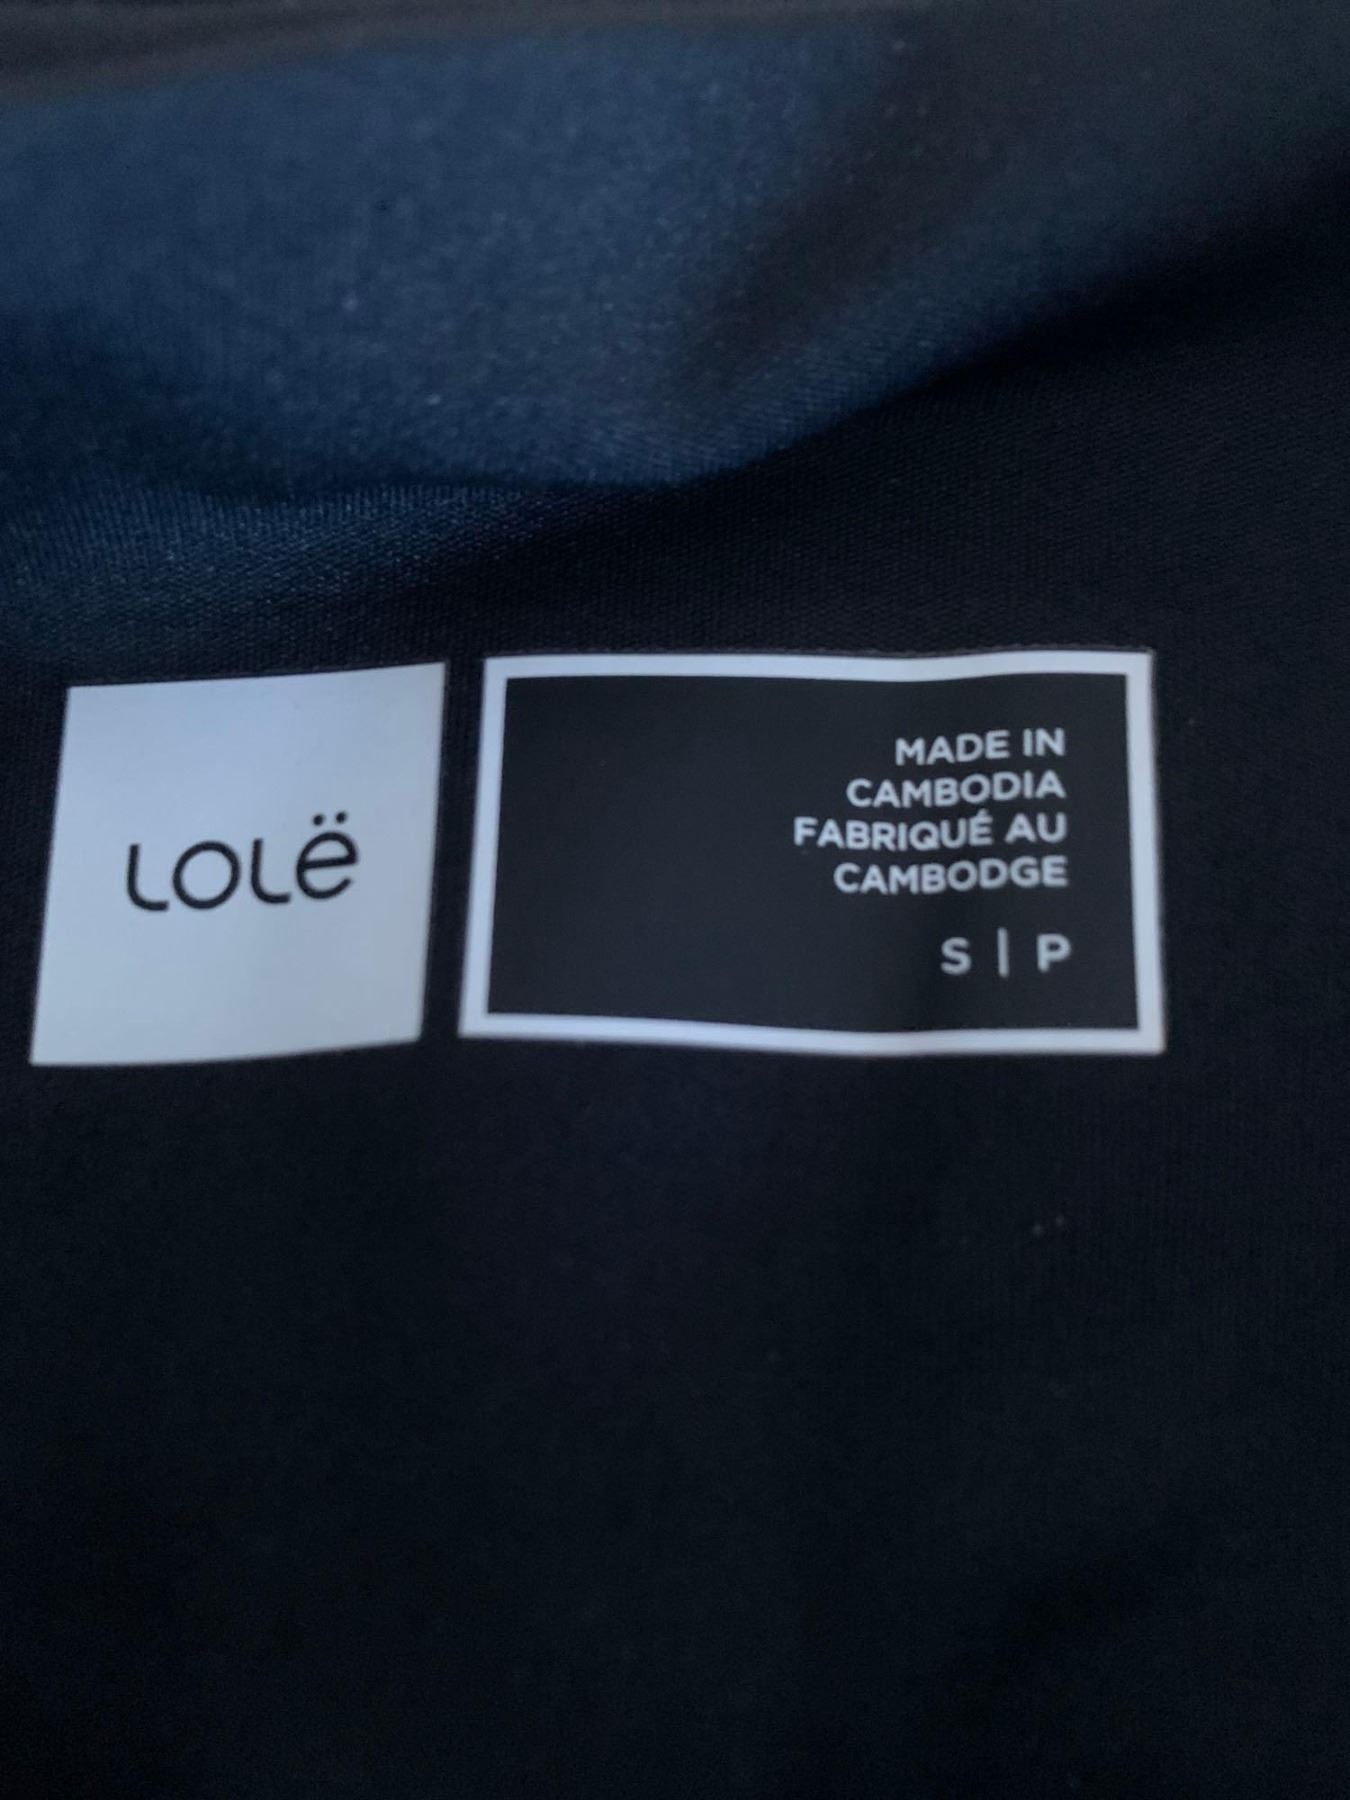 LOLË
MADE IN
CAMBODIA
FABRIQUÉ AU
CAMBODGE
S | P